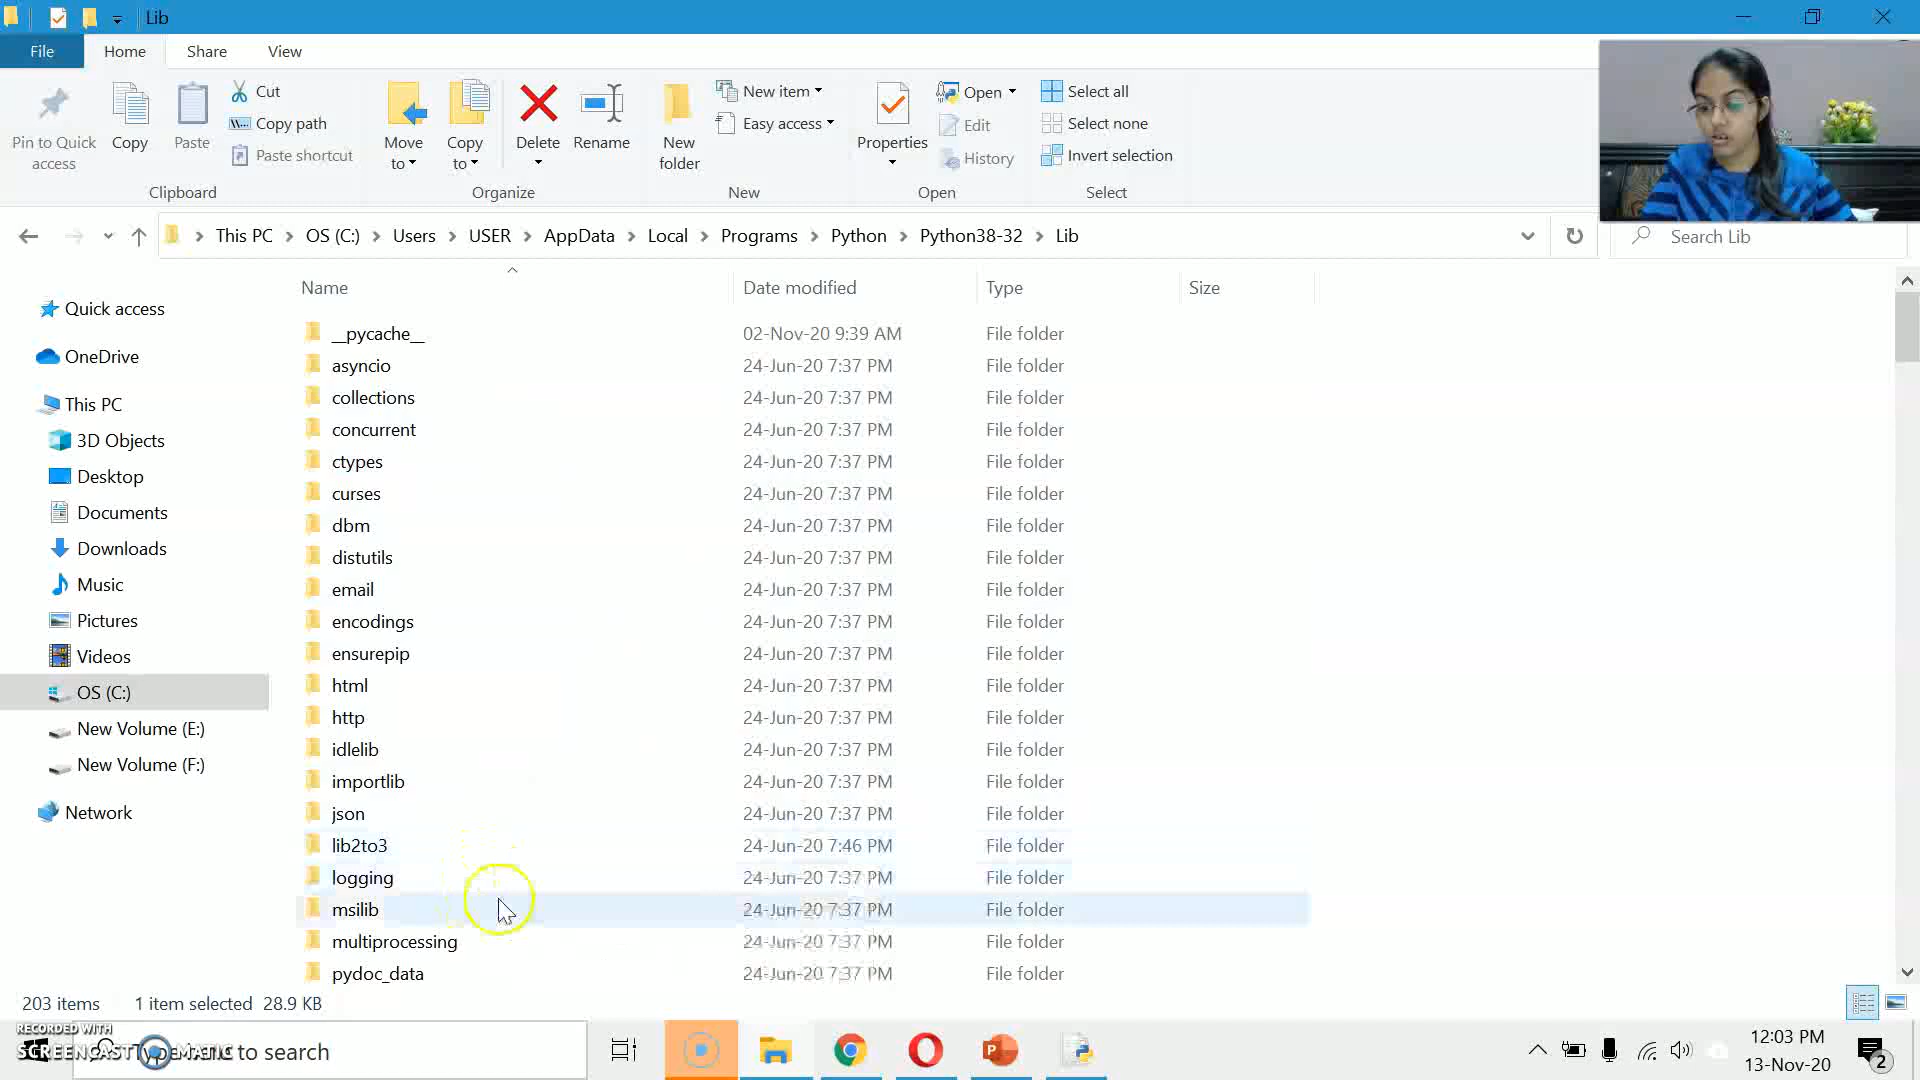 Lib
File Home Share View
Pin to Quick access
Copy
Paste
Cut
Copy path
Paste shortcut
Clipboard
Move to
Copy to
Delete
Rename
Organize
New folder
New item
Easy access
New
Properties
Open
Edit
History
Open
Select all
Select none
Invert selection
Select
This PC > OS (C:) > Users > USER > AppData > Local > Programs > Python > Python38-32 > Lib
Search Lib
Quick access
OneDrive
This PC
3D Objects
Desktop
Documents
Downloads
Music
Pictures
Videos
OS (C:)
New Volume (E:)
New Volume (F:)
Network
Name Date modified Type Size
__pycache__ 02-Nov-20 9:39 AM File folder
asyncio 24-Jun-20 7:37 PM File folder
collections 24-Jun-20 7:37 PM File folder
concurrent 24-Jun-20 7:37 PM File folder
ctypes 24-Jun-20 7:37 PM File folder
curses 24-Jun-20 7:37 PM File folder
dbm 24-Jun-20 7:37 PM File folder
distutils 24-Jun-20 7:37 PM File folder
email 24-Jun-20 7:37 PM File folder
encodings 24-Jun-20 7:37 PM File folder
ensurepip 24-Jun-20 7:37 PM File folder
html 24-Jun-20 7:37 PM File folder
http 24-Jun-20 7:37 PM File folder
idlelib 24-Jun-20 7:37 PM File folder
importlib 24-Jun-20 7:37 PM File folder
json 24-Jun-20 7:37 PM File folder
lib2to3 24-Jun-20 7:46 PM File folder
logging 24-Jun-20 7:37 PM File folder
msilib 24-Jun-20 7:37 PM File folder
multiprocessing 24-Jun-20 7:37 PM File folder
pydoc_data 24-Jun-20 7:37 PM File folder
203 items 1 item selected 28.9 KB
RECORDED WITH
SCREENCAST MATIC
to search
12:03 PM
13-Nov-20
2